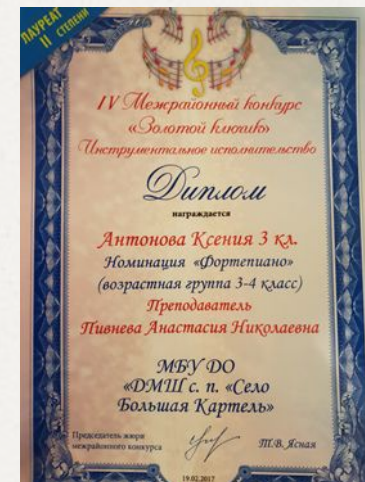 ЛАУРЕАТ
II СТЕПЕНИ
IV Межрайонный конкурс
«Золотой ключик»
Инструментальное исполнительство
Диплом
награждается
Антонова Ксения 3 кл.
Номинация «Фортепиано»
(возрастная группа 3-4 класс)
Преподаватель
Пивнева Анастасия Николаевна
МБУ ДО
«ДМШ с. п. «Село
Большая Картель»
Председатель жюри
межрайонного конкурса
Т.В. Ясная
19.02.2017